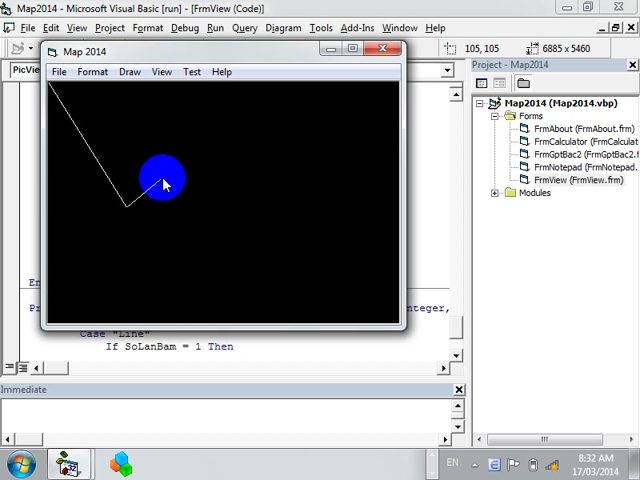 Map2014 - Microsoft Visual Basic [run] - [FrmView (Code)]
File Edit View Project Format Debug Run Query Diagram Tools Add-Ins Window Help
105, 105 6885 x 5460
PicVie
Map 2014
File Format Draw View Test Help
En
Pr
nteger,
Case "Line"
If SoLanBam = 1 Then
Project - Map2014
Map2014 (Map2014.vbp)
Forms
FrmAbout (FrmAbout.frm)
FrmCalculator (FrmCalculator.f
FrmGptBac2 (FrmGptBac2.f
FrmNotepad (FrmNotepad.
FrmView (FrmView.frm)
Modules
Immediate
EN
8:32 AM
17/03/2014